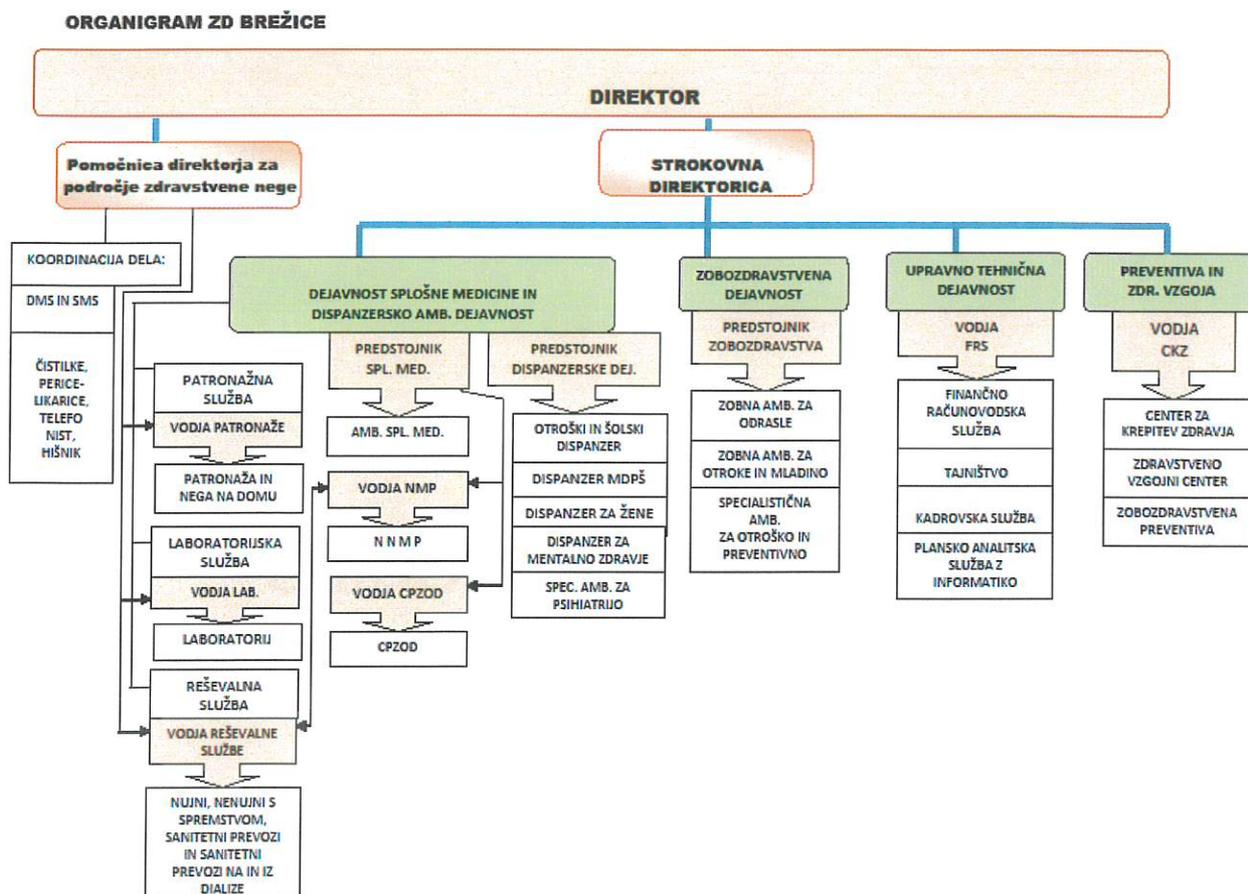 ORGANIGRAM ZD BREŽICE
DIREKTOR
Pomočnica direktorja za
področje zdravstvene nege
STROKOVNA
DIREKTORICA
KOORDINACIJA DELA:
DMS IN SMS
ČISTILKE,
PERICE-
LIKARICE,
TELEFO
NIST,
HIŠNIK
DEJAVNOST SPLOŠNE MEDICINE IN
DISPANZERSKO AMB. DEJAVNOST
PATRONAŽNA
SLUŽBA
VODJA PATRONAŽE
PATRONAŽA IN
NEGA NA DOMU
LABORATORIJSKA
SLUŽBA
VODJA LAB.
LABORATORIJ
REŠEVALNA
SLUŽBA
VODJA REŠEVALNE
SLUŽBE
NUJNI, NENUJNI S
SPREMSTVOM,
SANITETNI PREVOZI
IN SANITETNI
PREVOZI NA IN IZ
DIALIZE
PREDSTOJNIK
SPL. MED.
AMB. SPL. MED.
VODJA NMP
N N M P
VODJA CPZOD
CPZOD
PREDSTOJNIK
DISPANZERSKE DEJ.
OTROŠKI IN ŠOLSKI
DISPANZER
DISPANZER MDPŠ
DISPANZER ZA ŽENE
DISPANZER ZA
MENTALNO ZDRAVJE
SPEC. AMB. ZA
PSIHIATRIJO
ZOBOZDRAVSTVENA
DEJAVNOST
PREDSTOJNIK
ZOBOZDRAVSTVA
ZOBNA AMB. ZA
ODRASLE
ZOBNA AMB. ZA
OTROKE IN MLADINO
SPECIALISTIČNA
AMB.
ZA OTROŠKO IN
PREVENTIVNO
UPRAVNO TEHNIČNA
DEJAVNOST
VODJA
FRS
FINANČNO
RAČUNOVODSKA
SLUŽBA
TAJNIŠTVO
KADROVSKA SLUŽBA
PLANSKO ANALITSKA
SLUŽBA Z
INFORMATIKO
PREVENTIVA IN
ZDR. VZGOJA
VODJA
CKZ
CENTER ZA
KREPITEV ZDRAVJA
ZDRAVSTVENO
VZGOJNI CENTER
ZOBOZDRAVSTVENA
PREVENTIVA